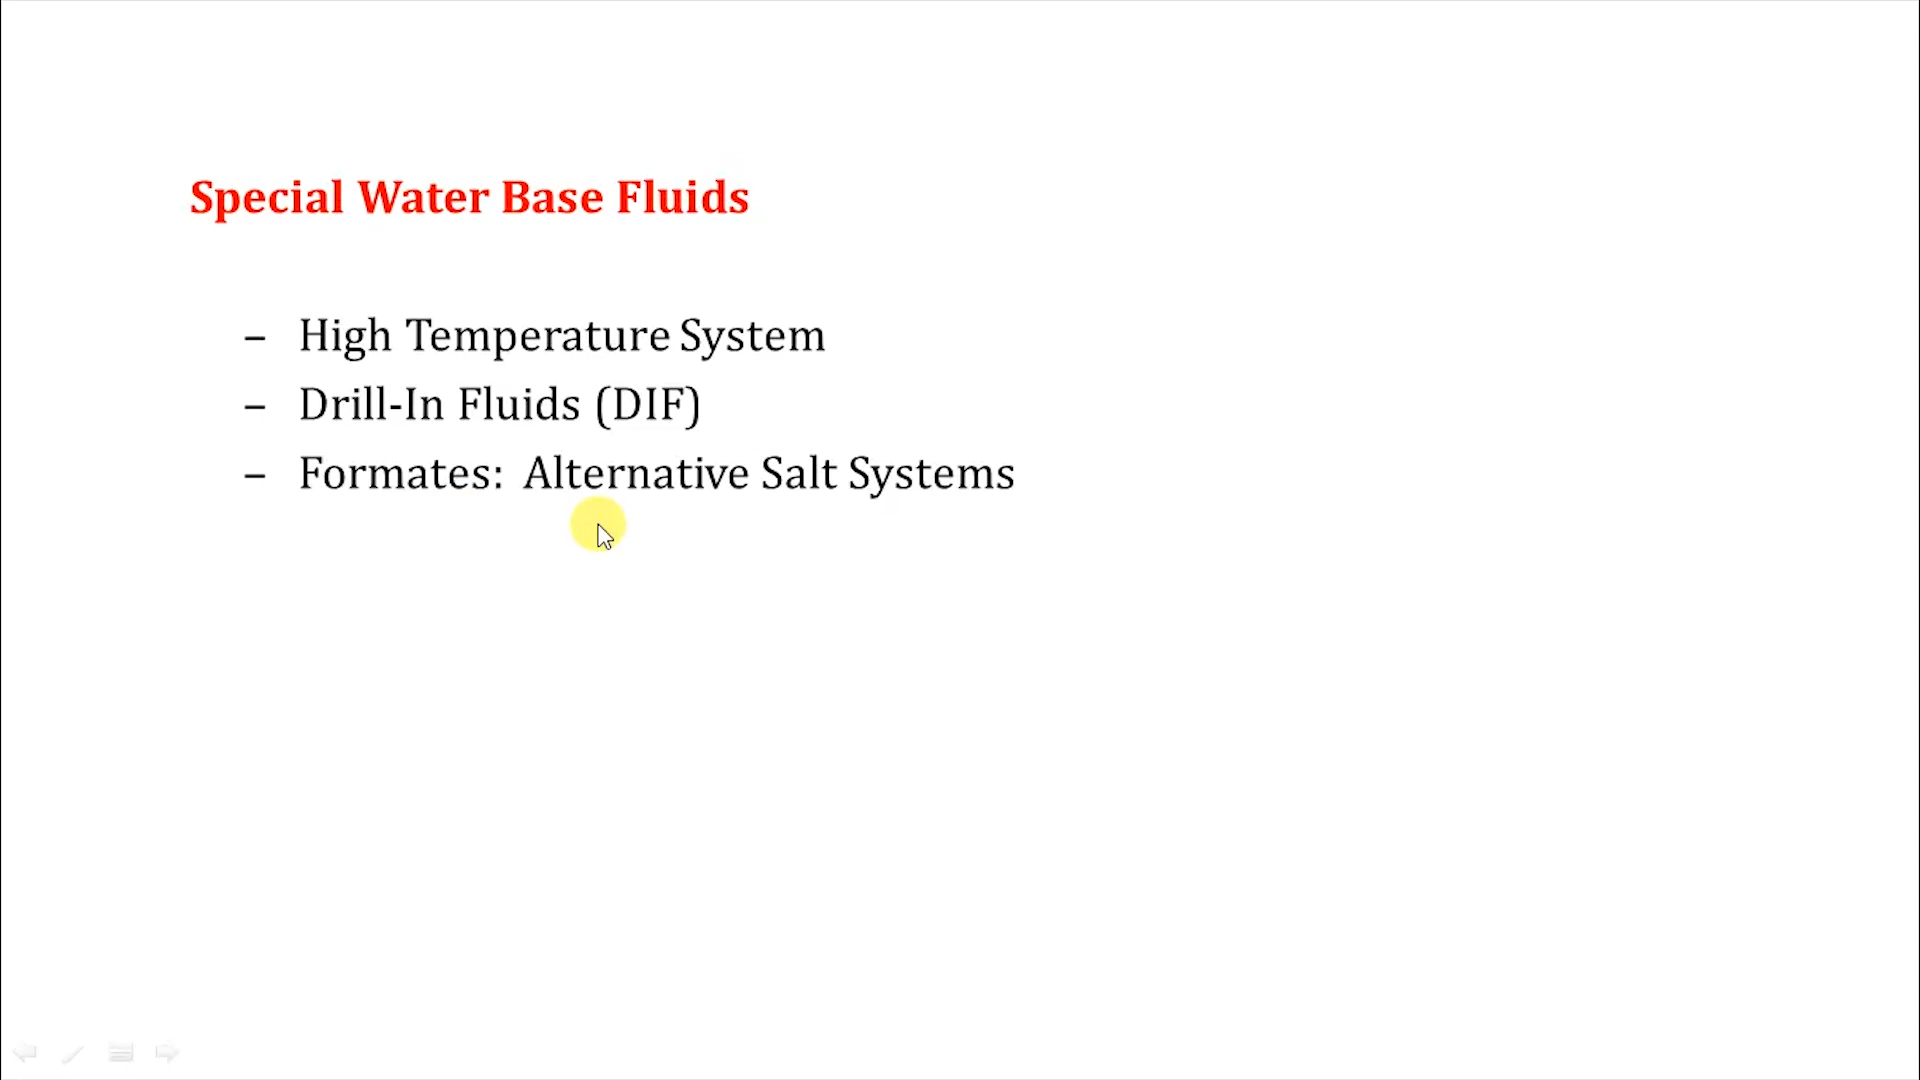 Special Water Base Fluids
– High Temperature System
– Drill-In Fluids (DIF)
– Formates: Alternative Salt Systems